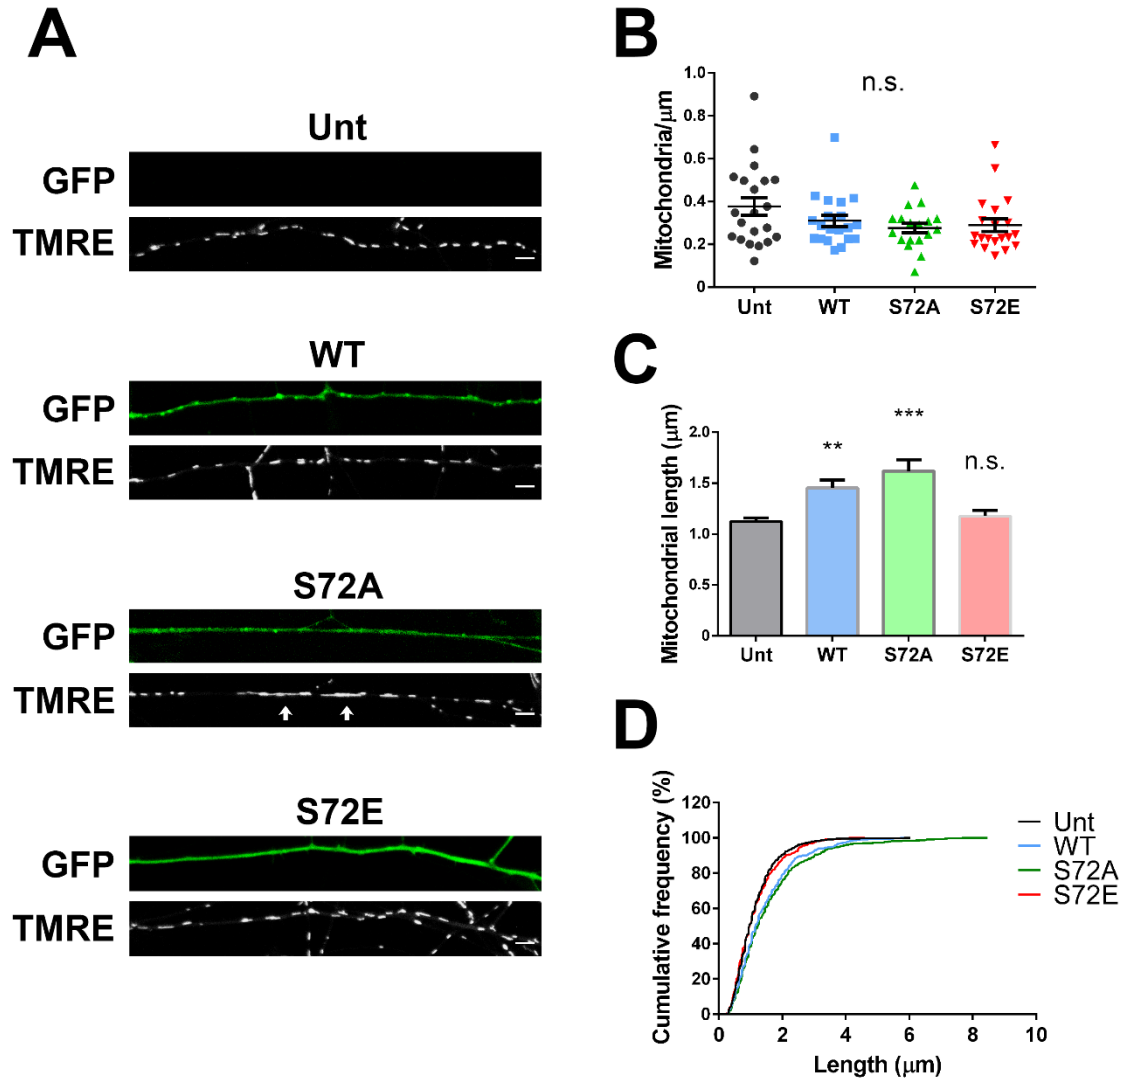 A
Unt
GFP
TMRE
WT
GFP
TMRE
S72A
GFP
TMRE
S72E
GFP
TMRE
B
Mitochondria/μm
1.0
0.8
0.6
0.4
0.2
0
n.s.
Unt WT S72A S72E
C
Mitochondrial length (μm)
2.0
1.5
1.0
0.5
0
** *** n.s.
Unt WT S72A S72E
D
Cumulative frequency (%)
120
100
80
60
40
20
0
0 2 4 6 8 10
Length (μm)
Unt
WT
S72A
S72E